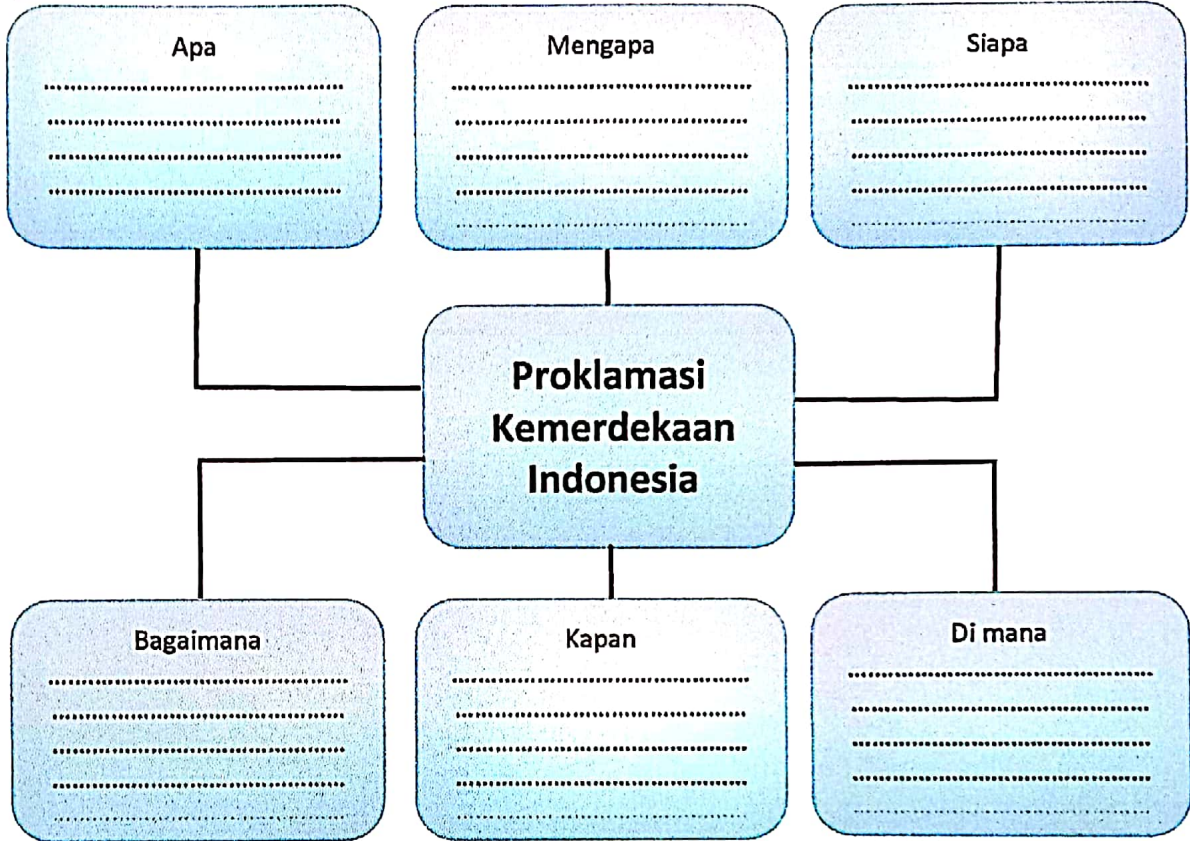 Apa
Mengapa
Siapa
Proklamasi
Kemerdekaan
Indonesia
Bagaimana
Kapan
Di mana